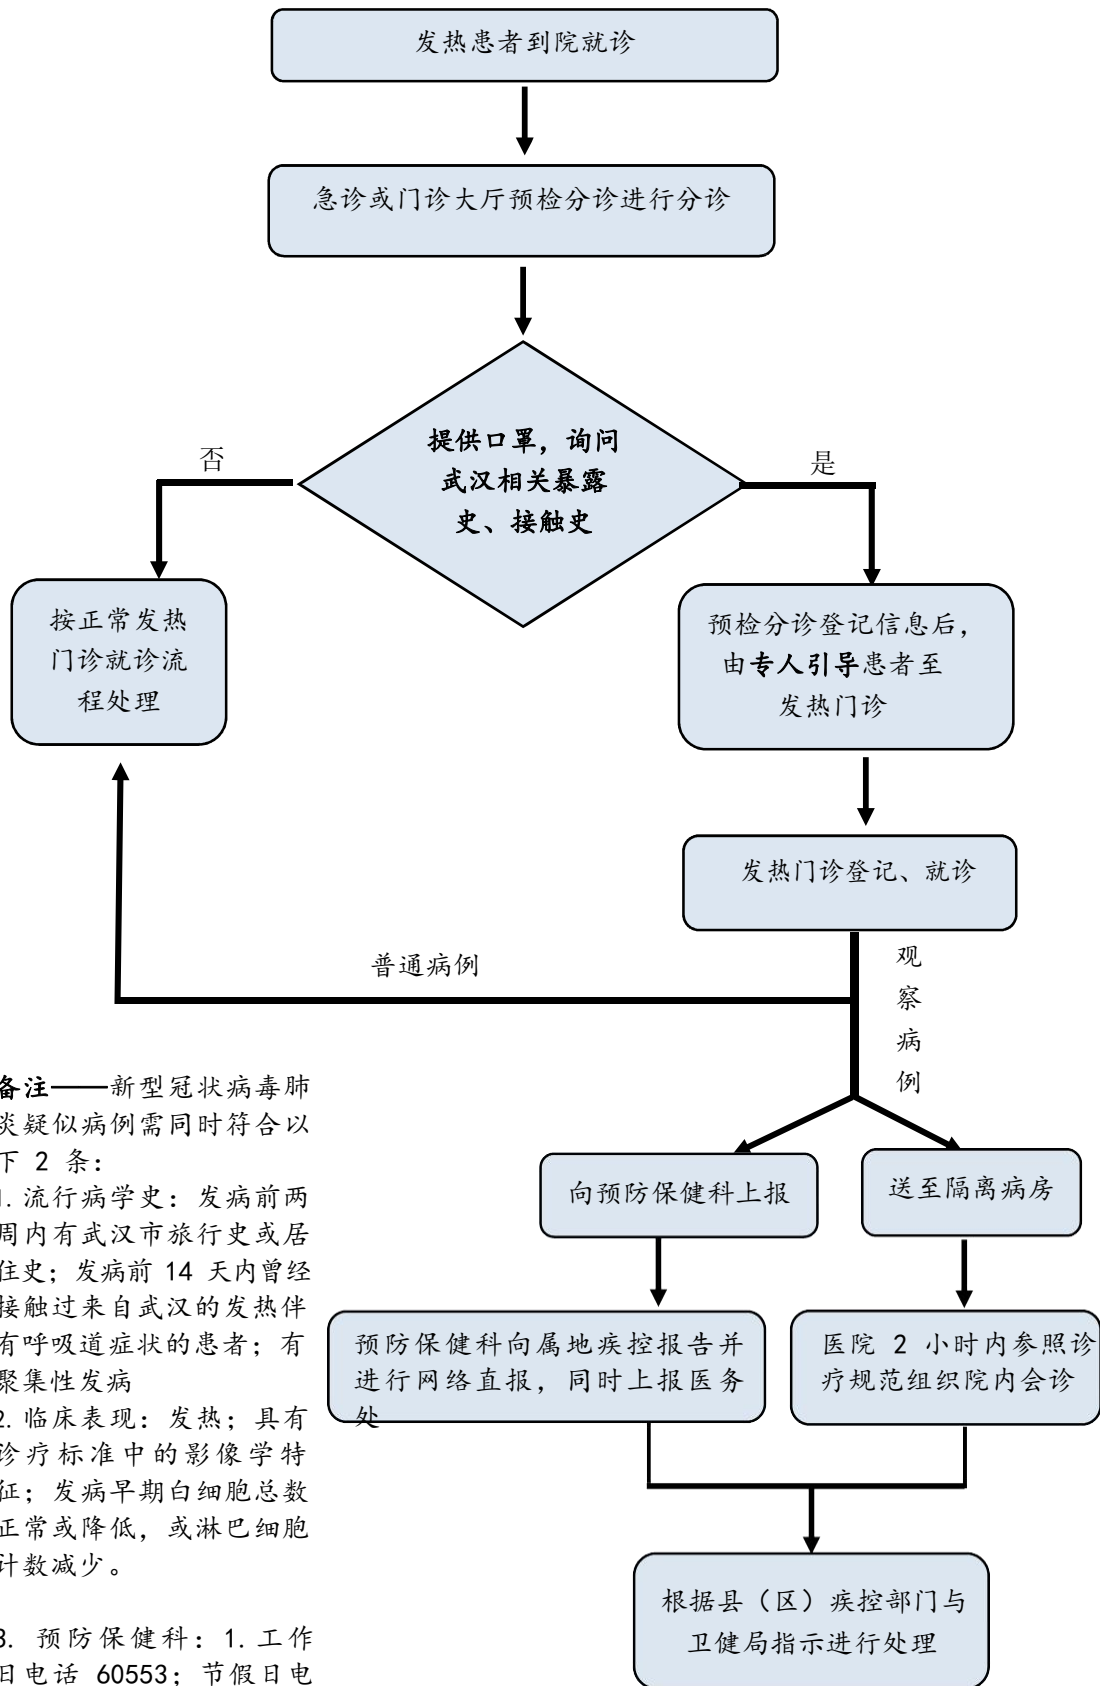 发热患者到院就诊
急诊或门诊大厅预检分诊进行分诊
提供口罩，询问
武汉相关暴露
史、接触史
否
是
按正常发热
门诊就诊流
程处理
预检分诊登记信息后，
由专人引导患者至
发热门诊
发热门诊登记、就诊
普通病例
观
察
病
例
向预防保健科上报
送至隔离病房
预防保健科向属地疾控报告并
进行网络直报，同时上报医务
处
医院 2 小时内参照诊
疗规范组织院内会诊
根据县（区）疾控部门与
卫健局指示进行处理
备注——新型冠状病毒肺
炎疑似病例需同时符合以
下 2 条：
1.流行病学史：发病前两
周内有武汉市旅行史或居
住史；发病前 14 天内曾经
接触过来自武汉的发热伴
有呼吸道症状的患者；有
聚集性发病
2.临床表现：发热；具有
诊疗标准中的影像学特
征；发病早期白细胞总数
正常或降低，或淋巴细胞
计数减少。
3. 预防保健科：1.工作
日电话 60553；节假日电